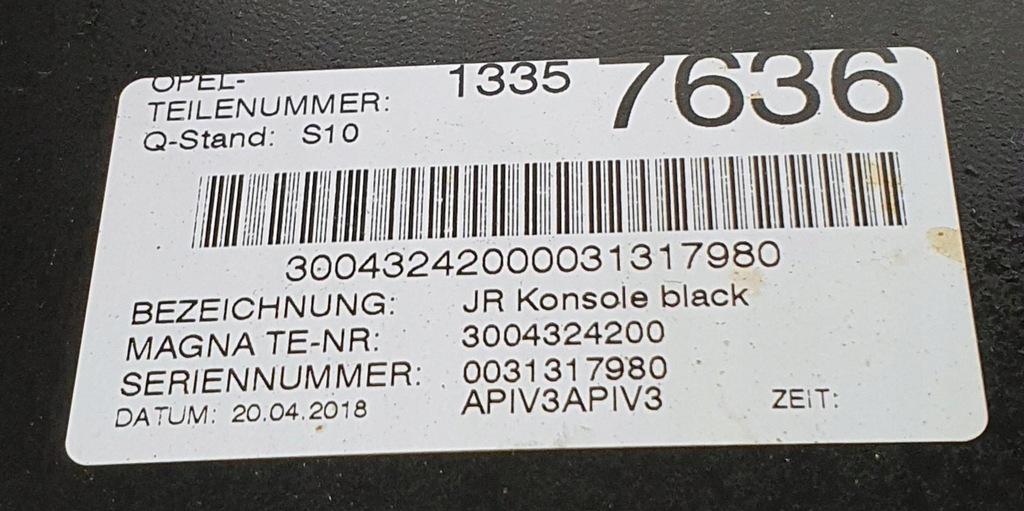 OPEL-
TEILENUMMER: 1335 7636
Q-Stand: S10
30043242000031317980
BEZEICHNUNG: JR Konsole black
MAGNA TE-NR: 3004324200
SERIENNUMMER: 0031317980
DATUM: 20.04.2018 APIV3APIV3 ZEIT: